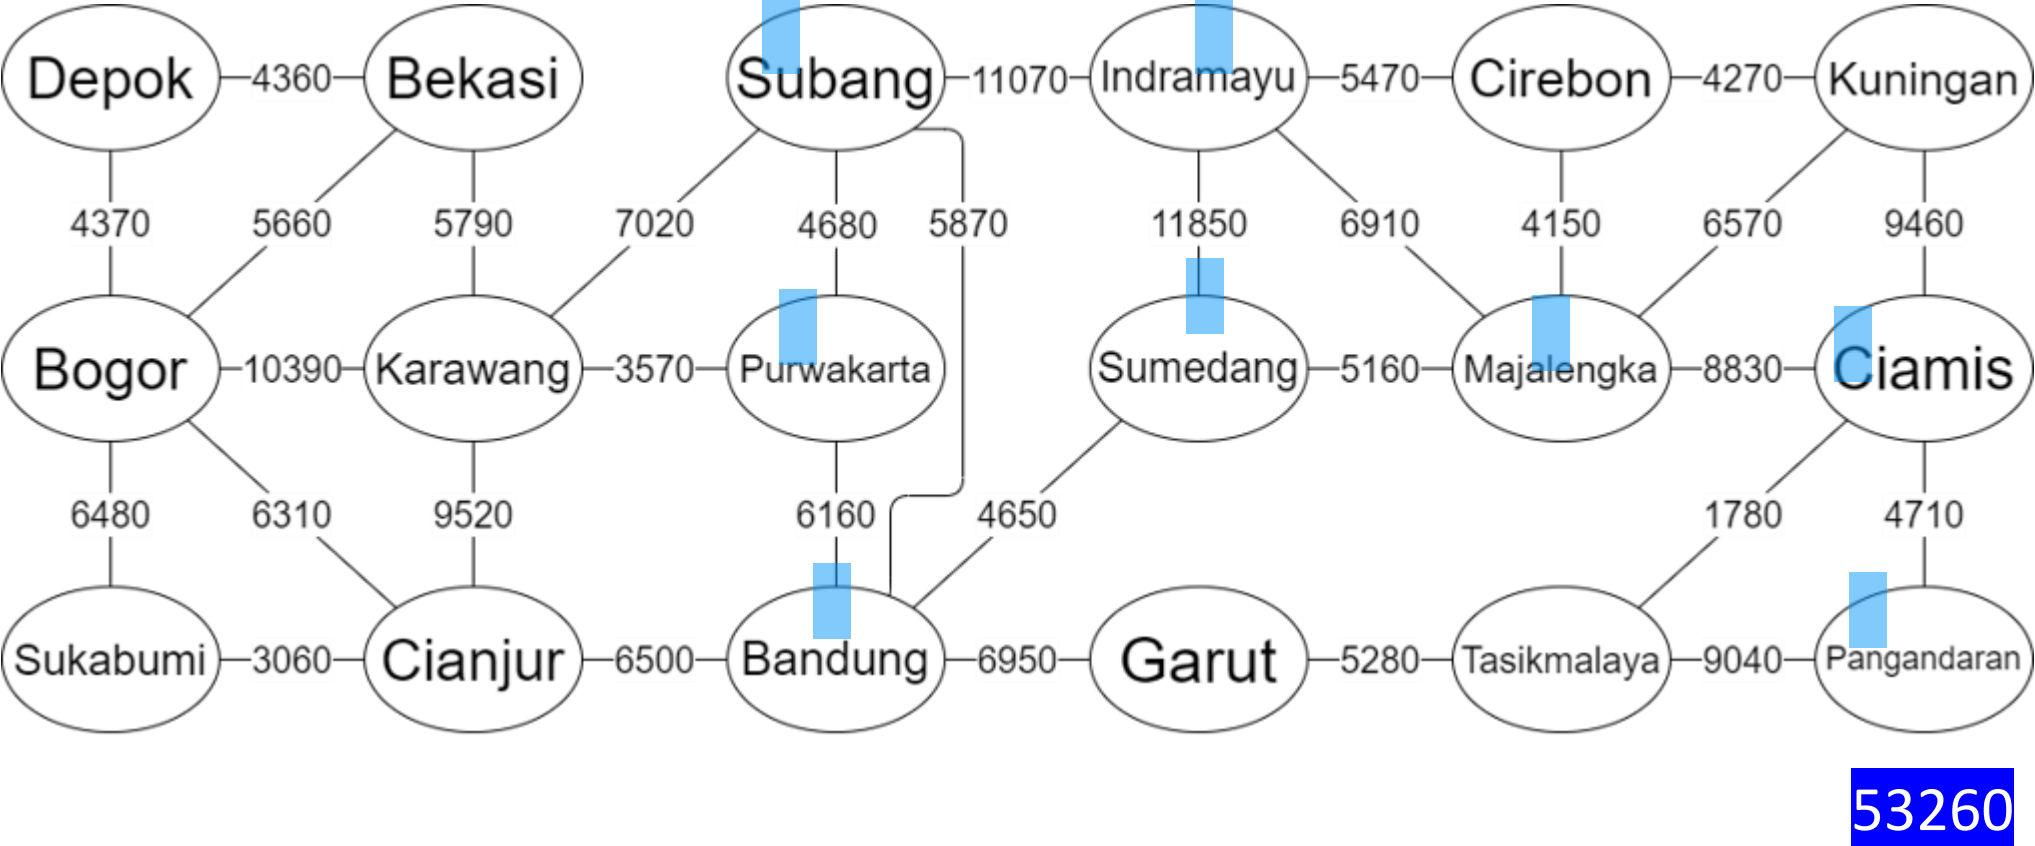 Depok 4360 Bekasi Subang 11070 Indramayu 5470 Cirebon 4270 Kuningan
4370 5660 5790 7020 4680 5870 11850 6910 4150 6570 9460
Bogor 10390 Karawang 3570 Purwakarta Sumedang 5160 Majalengka 8830 Ciamis
6480 6310 9520 6160 4650 1780 4710
Sukabumi 3060 Cianjur 6500 Bandung 6950 Garut 5280 Tasikmalaya 9040 Pangandaran
53260